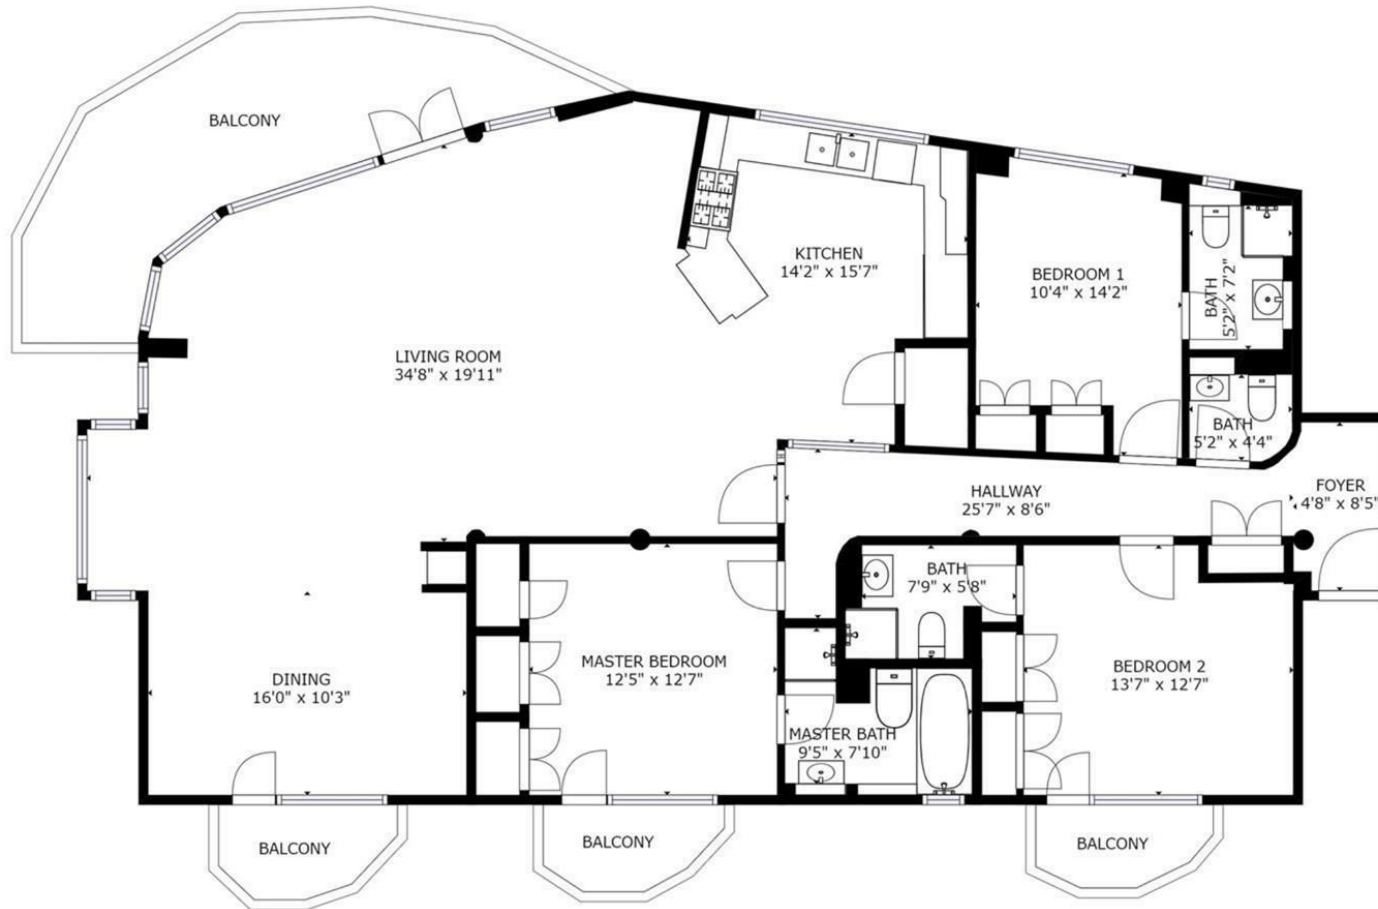 BALCONY
KITCHEN
14'2" x 15'7"
BEDROOM 1
10'4" x 14'2"
BATH
5'2" x 7'2"
LIVING ROOM
34'8" x 19'11"
BATH
5'2" x 4'4"
HALLWAY
25'7" x 8'6"
FOYER
4'8" x 8'5"
BATH
7'9" x 5'8"
DINING
16'0" x 10'3"
MASTER BEDROOM
12'5" x 12'7"
BEDROOM 2
13'7" x 12'7"
MASTER BATH
9'5" x 7'10"
BALCONY
BALCONY
BALCONY